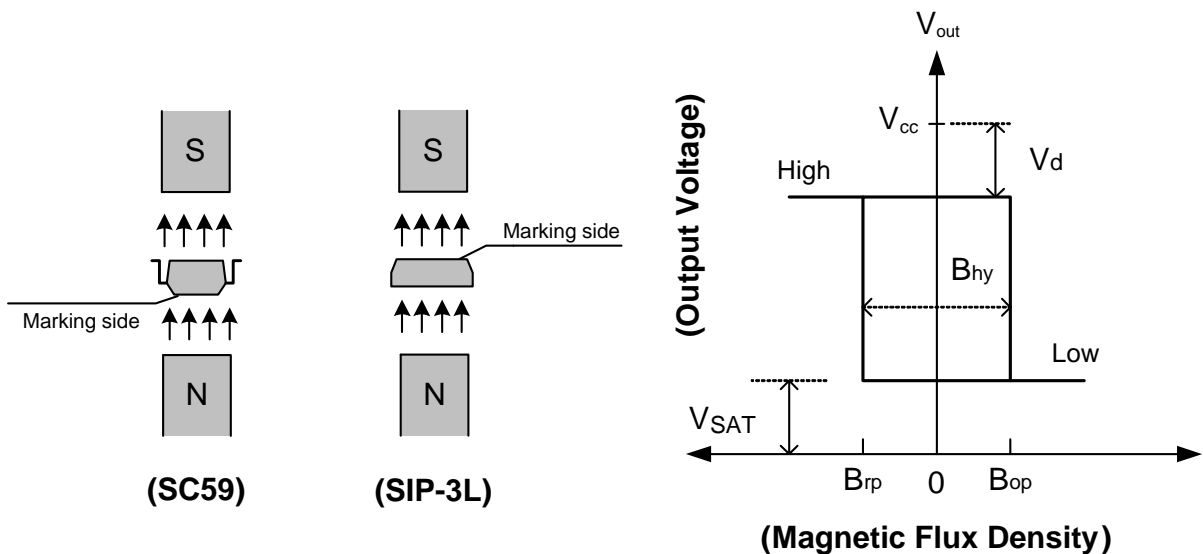 S
Marking side
N
(SC59)
S
Marking side
N
(SIP-3L)
Vout
(Output Voltage)
Vcc
Vd
High
Bhy
Low
VSAT
Brp
0
Bop
(Magnetic Flux Density)